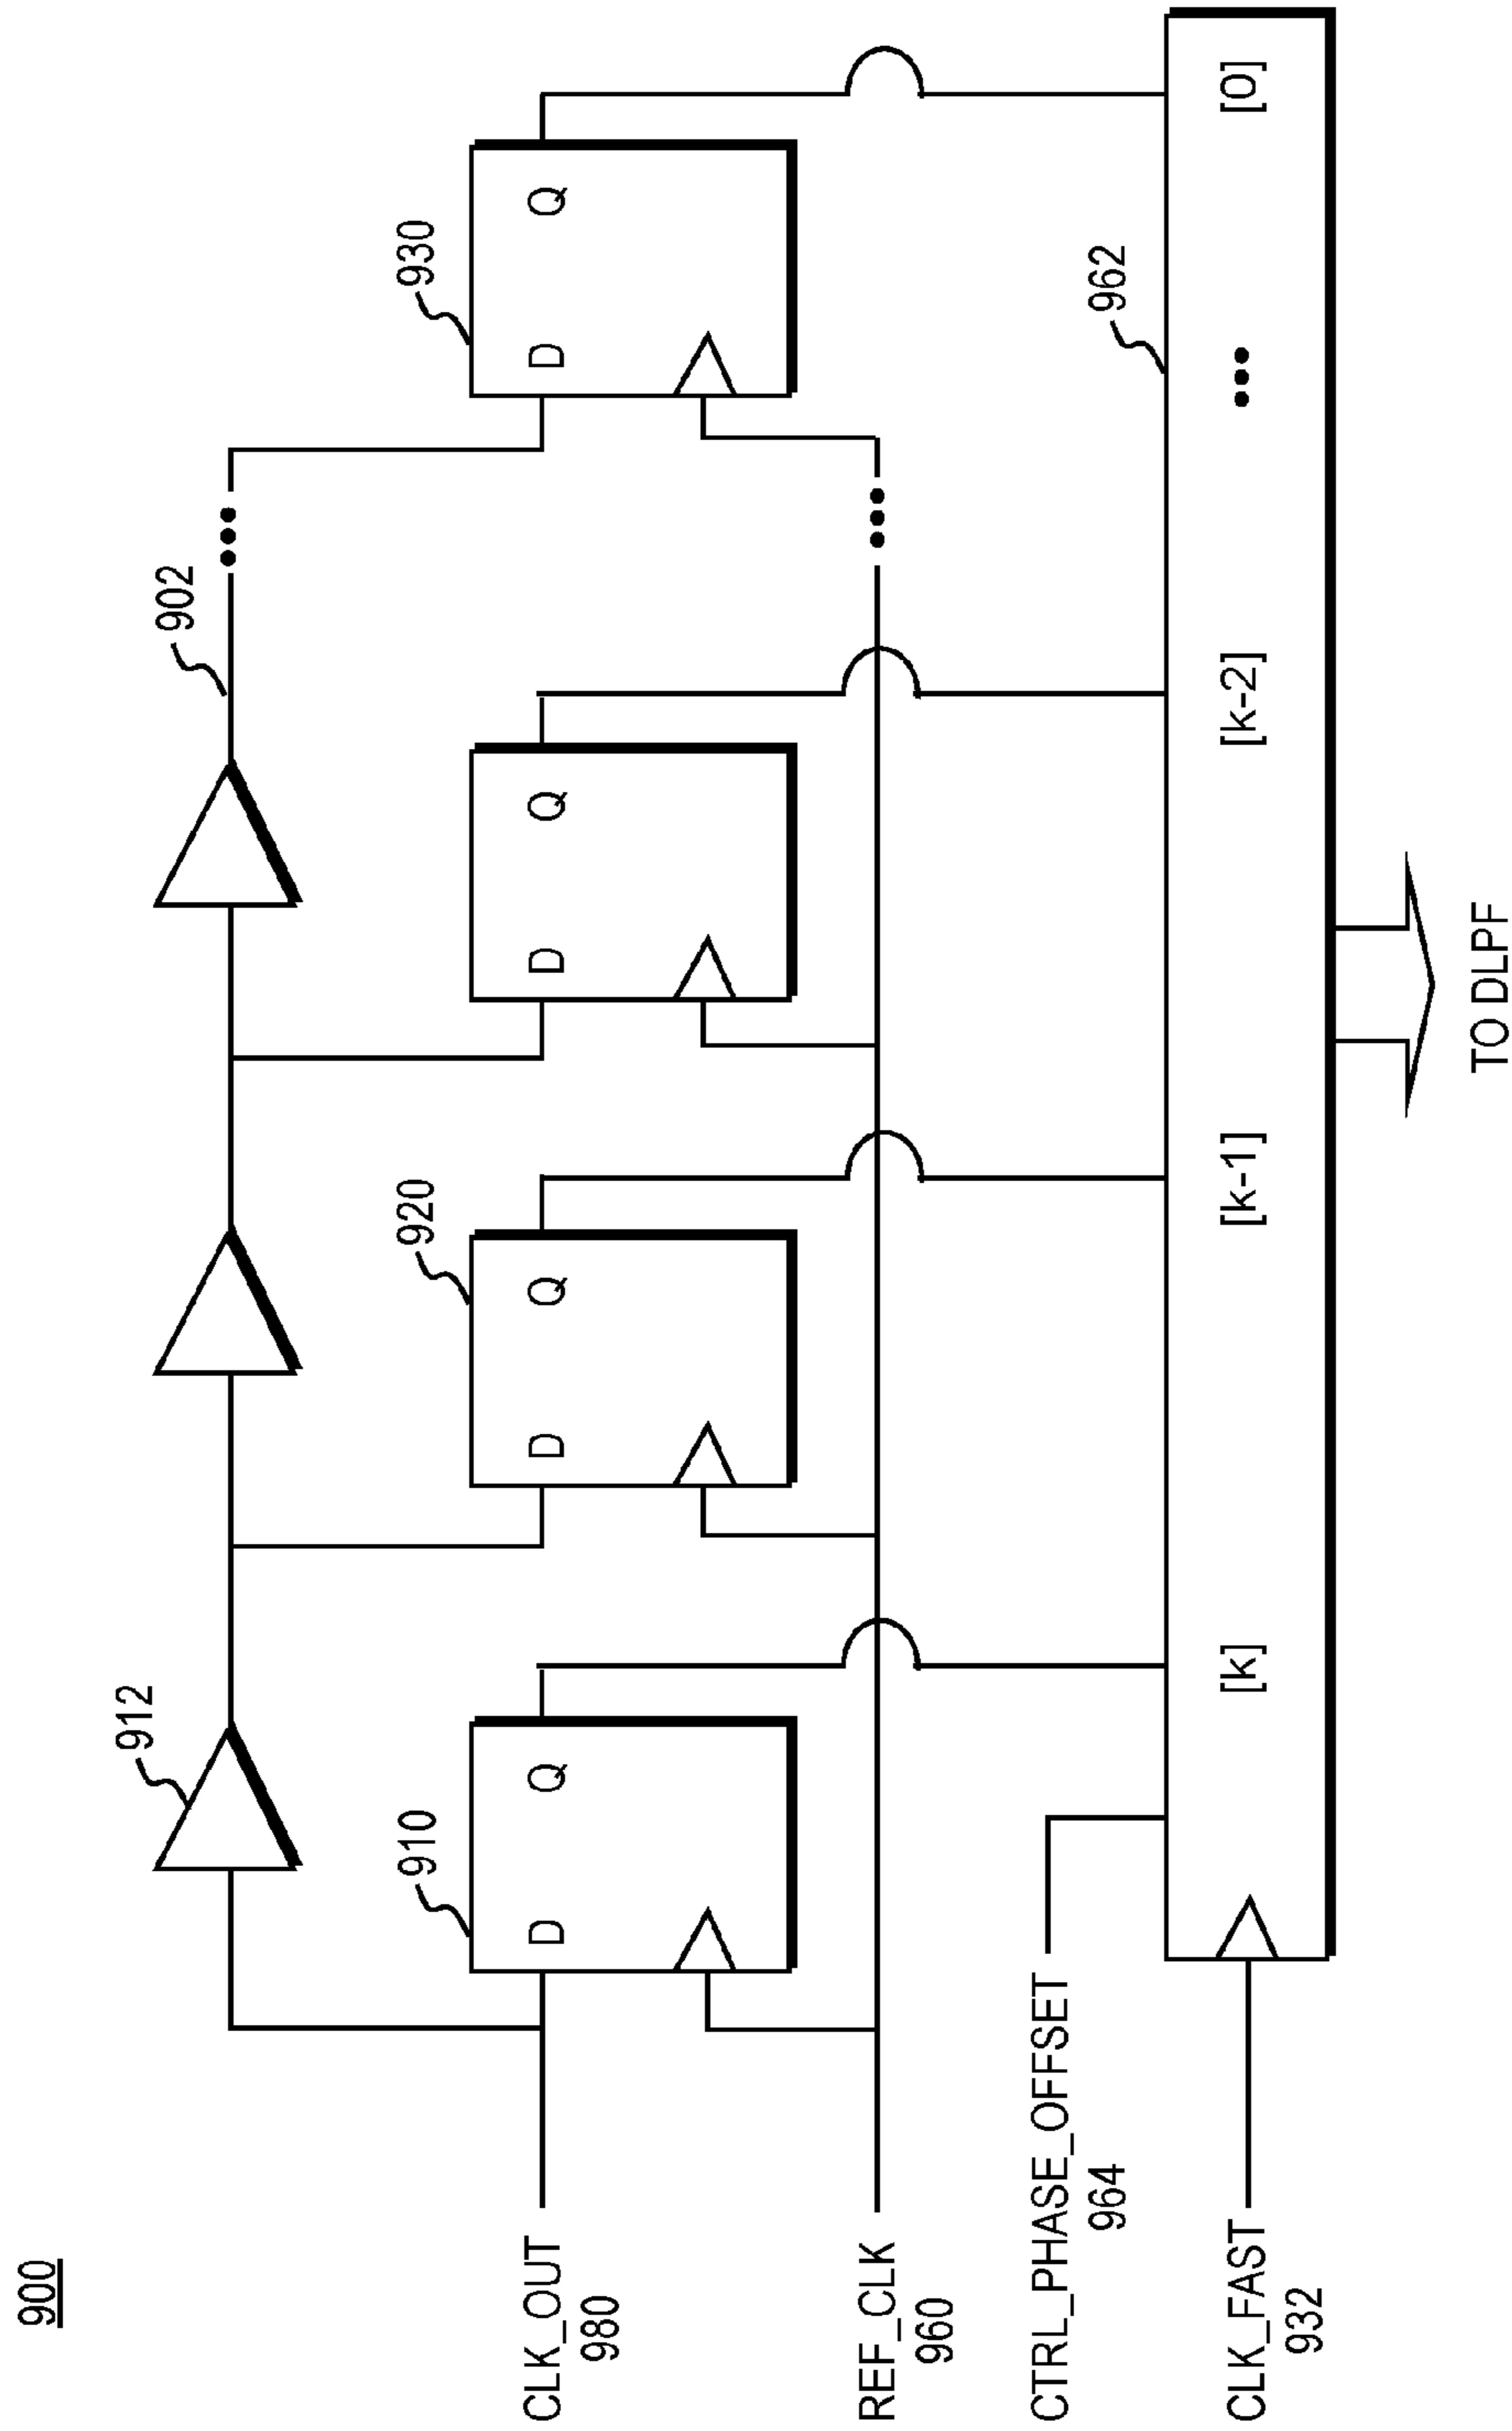 900
902
912
910
D Q
920
D Q
D Q
930
D Q
CLK_OUT
980
REF_CLK
960
CTRL_PHASE_OFFSET
964
962
CLK_FAST
932
[k] [k-1] [k-2] ••• [0]
TO DLPF